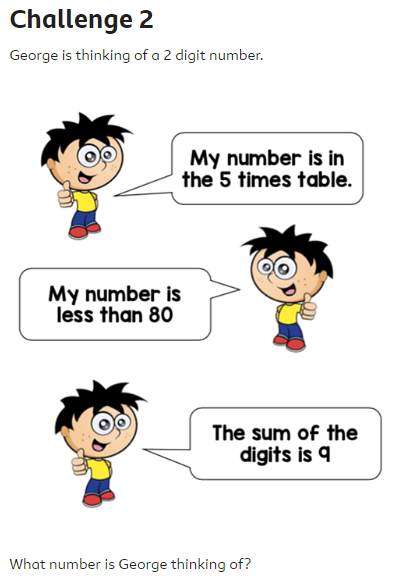 Challenge 2
George is thinking of a 2 digit number.
My number is in
the 5 times table.
My number is
less than 80
The sum of the
digits is 9
What number is George thinking of?